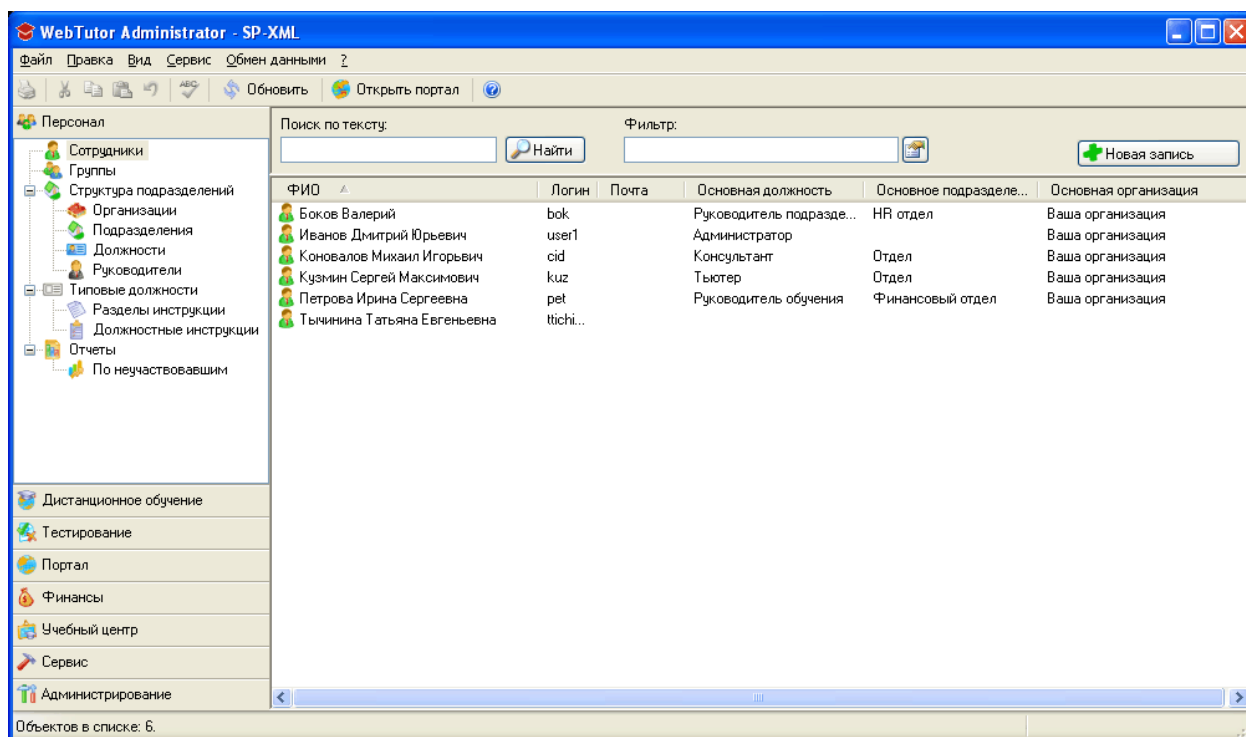 WebTutor Administrator - SP-XML
Файл Правка Вид Сервис Обмен данными ?
ABC Обновить Открыть портал
Персонал
Сотрудники
Группы
Структура подразделений
Организации
Подразделения
Должности
Руководители
Типовые должности
Разделы инструкции
Должностные инструкции
Отчеты
По неучаствовавшим
Дистанционное обучение
Тестирование
Портал
Финансы
Учебный центр
Сервис
Администрирование
Поиск по тексту: Фильтр:
Найти Новая запись
ФИО Логин Почта Основная должность Основное подразделе... Основная организация
Боков Валерий bok Руководитель подразде... HR отдел Ваша организация
Иванов Дмитрий Юрьевич user1 Администратор Ваша организация
Коновалов Михаил Игорьевич cid Консультант Отдел Ваша организация
Кузмин Сергей Максимович kuz Тьютер Отдел Ваша организация
Петрова Ирина Сергеевна pet Руководитель обучения Финансовый отдел Ваша организация
Тычинина Татьяна Евгеньевна ttichi...
Объектов в списке: 6.